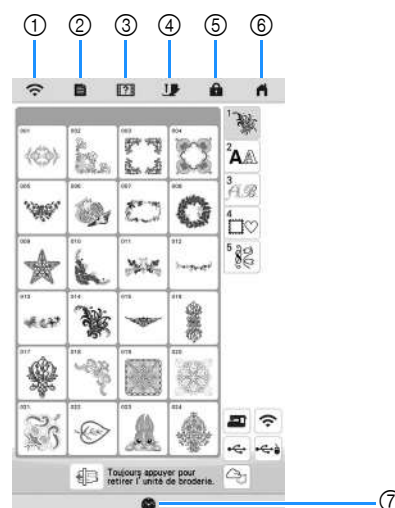 ① ② ③ ④ ⑤ ⑥
001 002 003 004
1
2 AA
005 006 007 008
3 AB
4
009 010 011 012
5
013 014 015 016
017 018 019 020
021 022 023 024
Toujours appuyer pour
retirer l'unité de broderie.
⑦